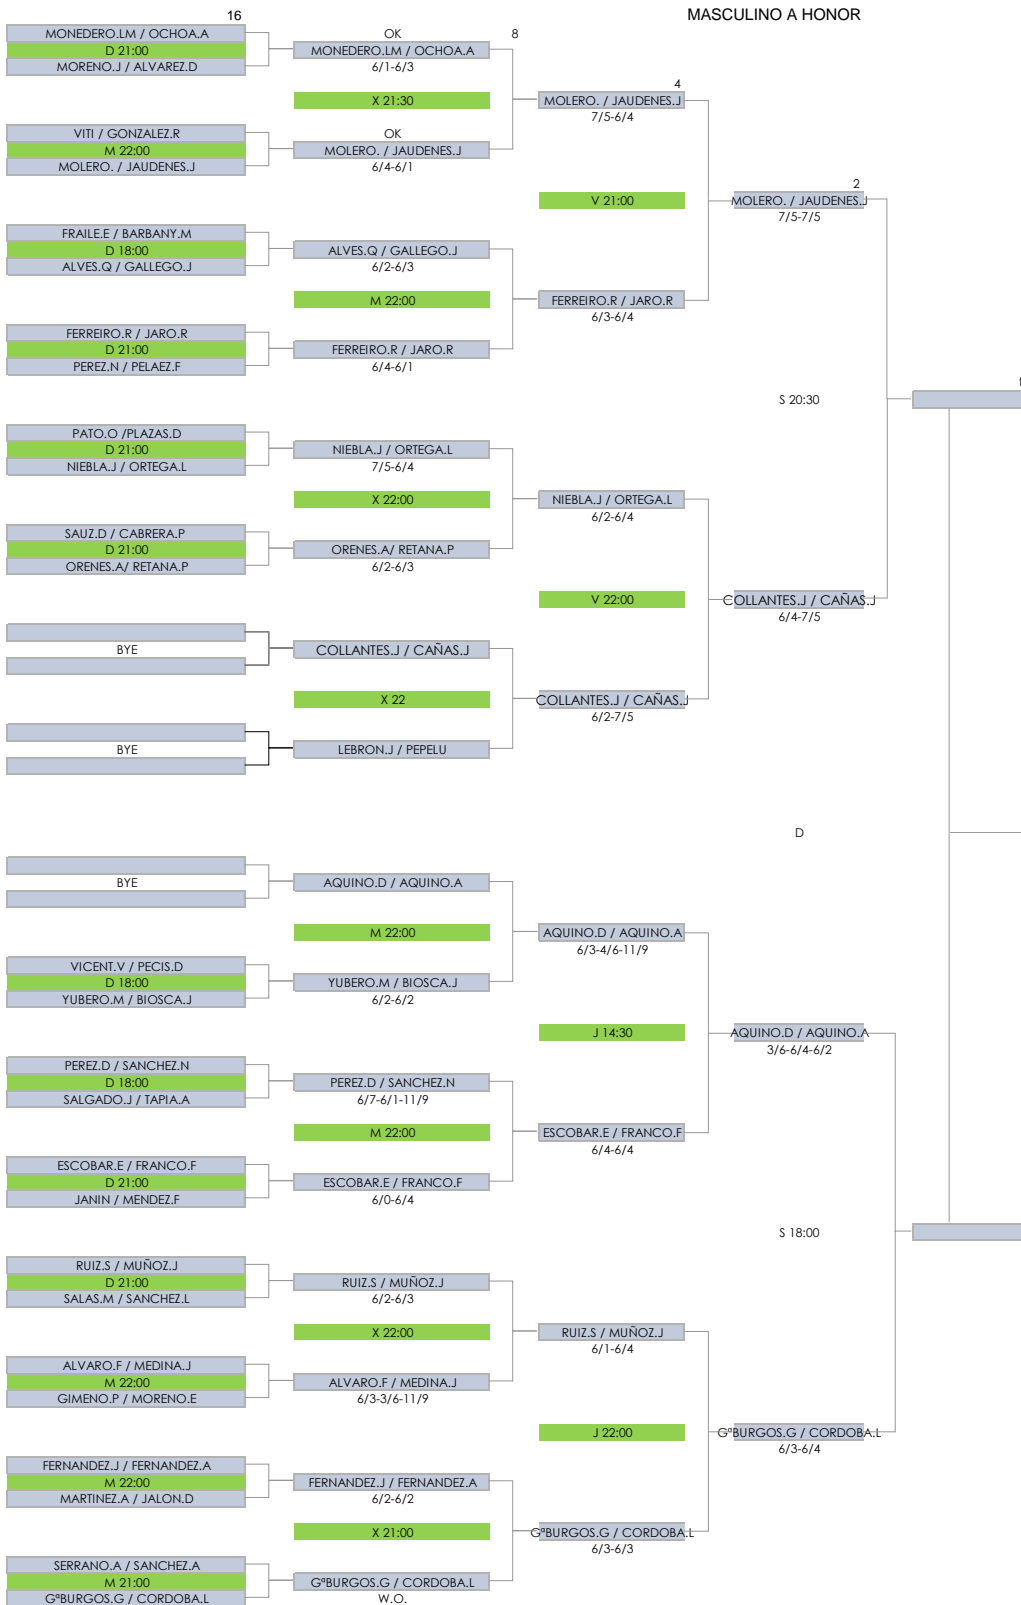 MASCULINO A HONOR
16
MONEDERO.LM / OCHOA.A
D 21:00
MORENO.J / ALVAREZ.D
VITI / GONZALEZ.R
M 22:00
MOLERO. / JAUDENES.J
FRAILE.E / BARBANY.M
D 18:00
ALVES.Q / GALLEGO.J
FERREIRO.R / JARO.R
D 21:00
PEREZ.N / PELAEZ.F
PATO.O /PLAZAS.D
D 21:00
NIEBLA.J / ORTEGA.L
SAUZ.D / CABRERA.P
D 21:00
ORENES.A/ RETANA.P
BYE
BYE
BYE
VICENT.V / PECIS.D
D 18:00
YUBERO.M / BIOSCA.J
PEREZ.D / SANCHEZ.N
D 18:00
SALGADO.J / TAPIA.A
ESCOBAR.E / FRANCO.F
D 21:00
JANIN / MENDEZ.F
RUIZ.S / MUÑOZ.J
D 21:00
SALAS.M / SANCHEZ.L
ALVARO.F / MEDINA.J
M 22:00
GIMENO.P / MORENO.E
FERNANDEZ.J / FERNANDEZ.A
M 22:00
MARTINEZ.A / JALON.D
SERRANO.A / SANCHEZ.A
M 21:00
GªBURGOS.G / CORDOBA.L
8
OK
MONEDERO.LM / OCHOA.A
6/1-6/3
X 21:30
OK
MOLERO. / JAUDENES.J
6/4-6/1
ALVES.Q / GALLEGO.J
6/2-6/3
M 22:00
FERREIRO.R / JARO.R
6/4-6/1
NIEBLA.J / ORTEGA.L
7/5-6/4
X 22:00
ORENES.A/ RETANA.P
6/2-6/3
COLLANTES.J / CAÑAS.J
X 22
LEBRON.J / PEPELU
AQUINO.D / AQUINO.A
M 22:00
YUBERO.M / BIOSCA.J
6/2-6/2
PEREZ.D / SANCHEZ.N
6/7-6/1-11/9
M 22:00
ESCOBAR.E / FRANCO.F
6/0-6/4
RUIZ.S / MUÑOZ.J
6/2-6/3
X 22:00
ALVARO.F / MEDINA.J
6/3-3/6-11/9
FERNANDEZ.J / FERNANDEZ.A
6/2-6/2
X 21:00
GªBURGOS.G / CORDOBA.L
W.O.
4
MOLERO. / JAUDENES.J
7/5-6/4
V 21:00
FERREIRO.R / JARO.R
6/3-6/4
NIEBLA.J / ORTEGA.L
6/2-6/4
V 22:00
COLLANTES.J / CAÑAS.J
6/2-7/5
AQUINO.D / AQUINO.A
6/3-4/6-11/9
J 14:30
ESCOBAR.E / FRANCO.F
6/4-6/4
RUIZ.S / MUÑOZ.J
6/1-6/4
J 22:00
GªBURGOS.G / CORDOBA.L
6/3-6/3
2
MOLERO. / JAUDENES.J
7/5-7/5
S 20:30
COLLANTES.J / CAÑAS.J
6/4-7/5
D
AQUINO.D / AQUINO.A
3/6-6/4-6/2
S 18:00
GªBURGOS.G / CORDOBA.L
6/3-6/4